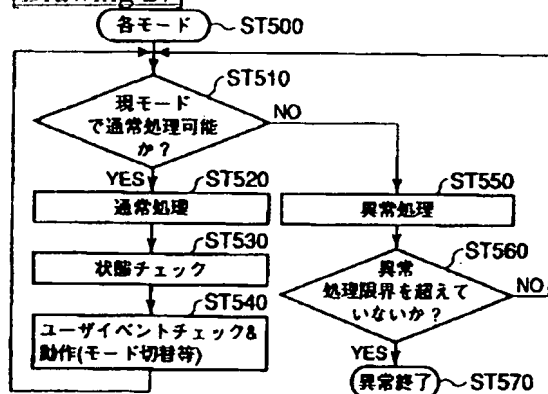 各モード
ST500
ST510
現モード
で通常処理可能
か？
NO
YES
ST520
通常処理
ST550
異常処理
ST530
状態チェック
ST560
異常
処理限界を超えて
いないか？
NO
ST540
ユーザイベントチェック&
動作(モード切替等)
YES
異常終了
ST570